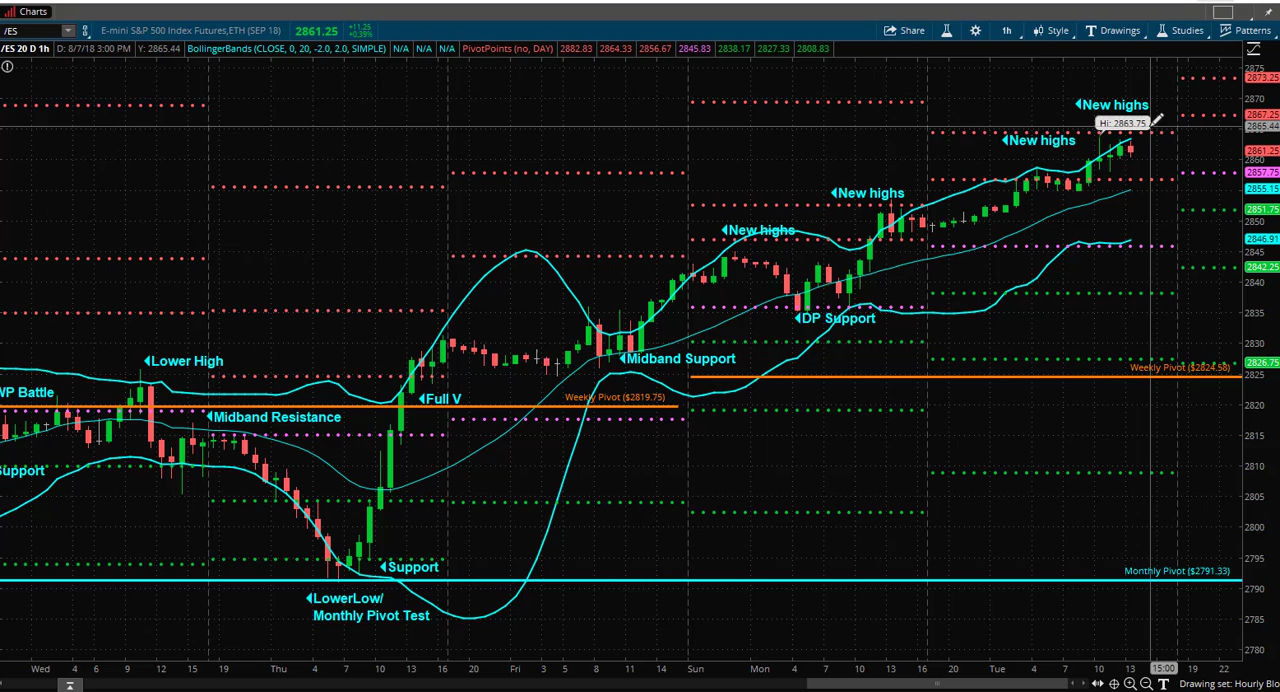 Charts
/ES
E-mini S&P 500 Index Futures,ETH (SEP 18)
2861.25
+11.25
+0.39%
Share
1h
Style
Drawings
Studies
Patterns
/ES 20 D 1h
D: 8/7/18 3:00 PM
Y: 2865.44
BollingerBands (CLOSE, 0, 20, -2.0, 2.0, SIMPLE)
N/A
N/A
N/A
PivotPoints (no, DAY)
2882.83
2864.33
2856.67
2845.83
2838.17
2827.33
2808.83
2875
2873.25
2870
2867.25
2865.44
2861.25
2860
2857.75
2855.15
2851.75
2850
2846.91
2845
2842.25
2840
2835
2830
2826.75
2825
2820
2815
2810
2805
2800
2795
2790
2785
2780
New highs
Hi: 2863.75
New highs
New highs
New highs
DP Support
Midband Support
Weekly Pivot ($2824.58)
Lower High
WP Battle
Full V
Weekly Pivot ($2819.75)
Midband Resistance
Support
Support
Monthly Pivot ($2791.33)
LowerLow/
Monthly Pivot Test
Wed 4 6 9 12 16 19 Thu 4 7 10 13 16 20 Fri 3 5 8 11 14 Sun 23 Mon 4 7 10 13 16 20 Tue 4 7 10 13 15:00 19 22
Drawing set: Hourly Blo